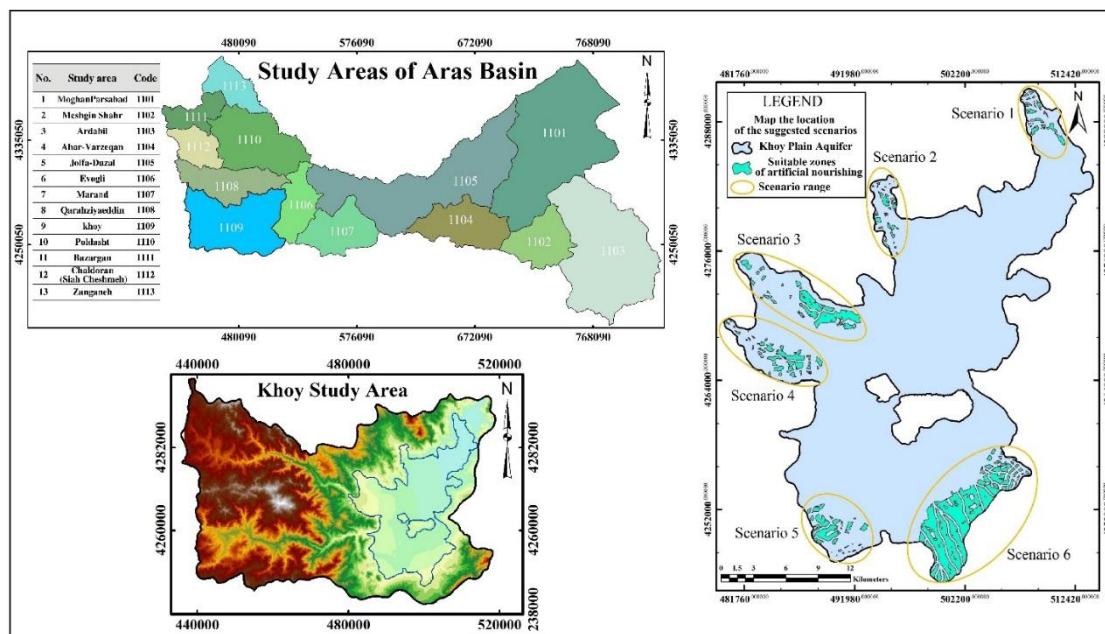 480090 576090 672090 768090
Study Areas of Aras Basin
N
No. Study area Code
1 MoghanParsabad 1101
2 Meshgin Shahr 1102
3 Ardabil 1103
4 Ahar-Varzeqan 1104
5 Jolfa-Duzal 1105
6 Evogli 1106
7 Marand 1107
8 Qarahziyaeddin 1108
9 khoy 1109
10 Poldasht 1110
11 Bazargan 1111
12 Chaldoran
(Siah Cheshmeh) 1112
13 Zanganeh 1113
1113
1111
1110
1112
1101
1108
1105
1106
1109
1107
1104
1102
1103
4335050
4250050
4335050
4250050
480090 576090 672090 768090
440000 480000 520000
Khoy Study Area
N
4282000
4260000
4282000
4260000
4238000
440000 480000 520000
481760 491980 502200 512420
LEGEND
Map the location
of the suggested scenarios
Khoy Plain Aquifer
Suitable zones
of artificial nourishing
Scenario range
N
Scenario 1
Scenario 2
Scenario 3
Scenario 4
Scenario 5
Scenario 6
4288000
4276000
4264000
4252000
0 1.5 3 6 9 12
Kilometers
481760 491980 502200 512420